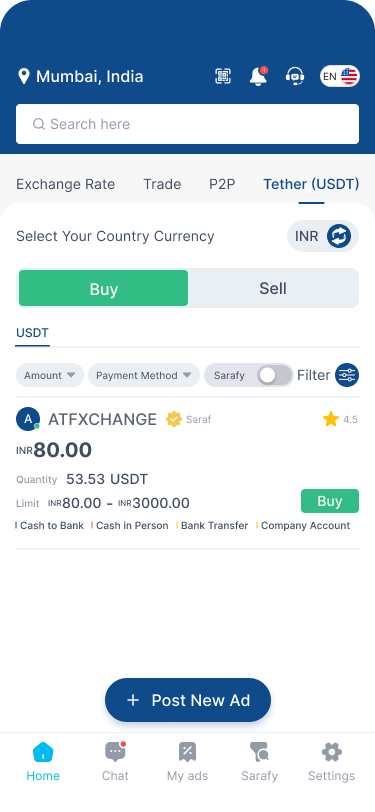 Mumbai, India
1
EN
Search here
Exchange Rate Trade P2P Tether (USDT)
Select Your Country Currency INR
Buy Sell
USDT
Amount Payment Method Sarafy Filter
A ATFXCHANGE Saraf 4.5
INR80.00
Quantity 53.53 USDT
Limit INR80.00 - INR3000.00
Buy
Cash to Bank Cash in Person Bank Transfer Company Account
+ Post New Ad
Home Chat My ads Sarafy Settings